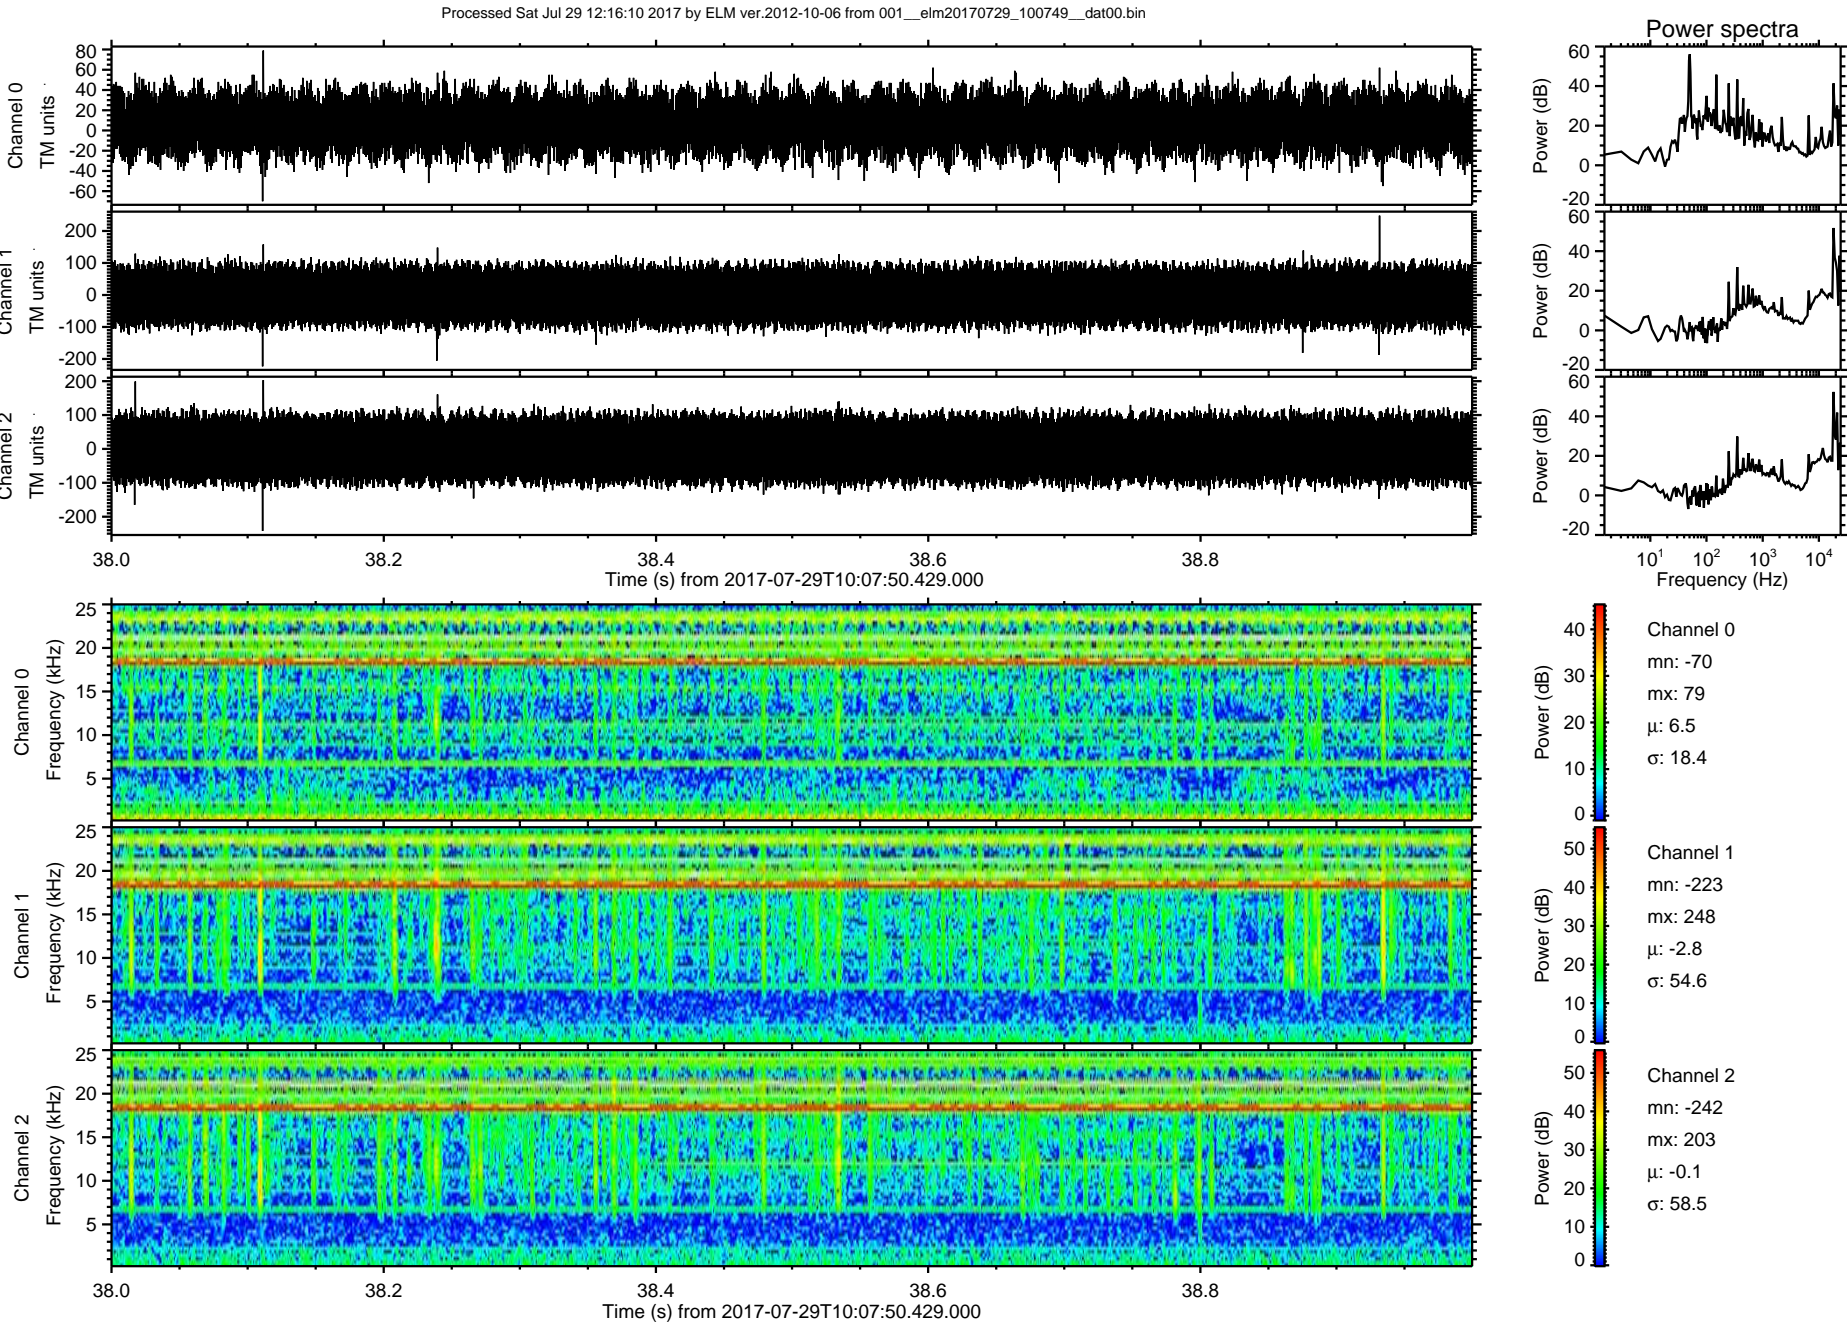 Processed Sat Jul 29 12:16:10 2017 by ELM ver.2012-10-06 from 001__elm20170729_100749__dat00.bin
Power spectra
Channel 0
TM units
80
60
40
20
0
-20
-40
-60
Power (dB)
60
40
20
0
-20
Channel 1
TM units
200
100
0
-100
-200
Power (dB)
60
40
20
0
-20
Channel 2
TM units
200
100
0
-100
-200
Power (dB)
60
40
20
0
-20
38.0 38.2 38.4 38.6 38.8
Time (s) from 2017-07-29T10:07:50.429.000
10^1 10^2 10^3 10^4
Frequency (Hz)
Channel 0
Frequency (kHz)
25
20
15
10
5
Power (dB)
40
30
20
10
0
Channel 0
mn: -70
mx: 79
μ: 6.5
σ: 18.4
Channel 1
Frequency (kHz)
25
20
15
10
5
Power (dB)
50
40
30
20
10
0
Channel 1
mn: -223
mx: 248
μ: -2.8
σ: 54.6
Channel 2
Frequency (kHz)
25
20
15
10
5
Power (dB)
50
40
30
20
10
0
Channel 2
mn: -242
mx: 203
μ: -0.1
σ: 58.5
38.0 38.2 38.4 38.6 38.8
Time (s) from 2017-07-29T10:07:50.429.000